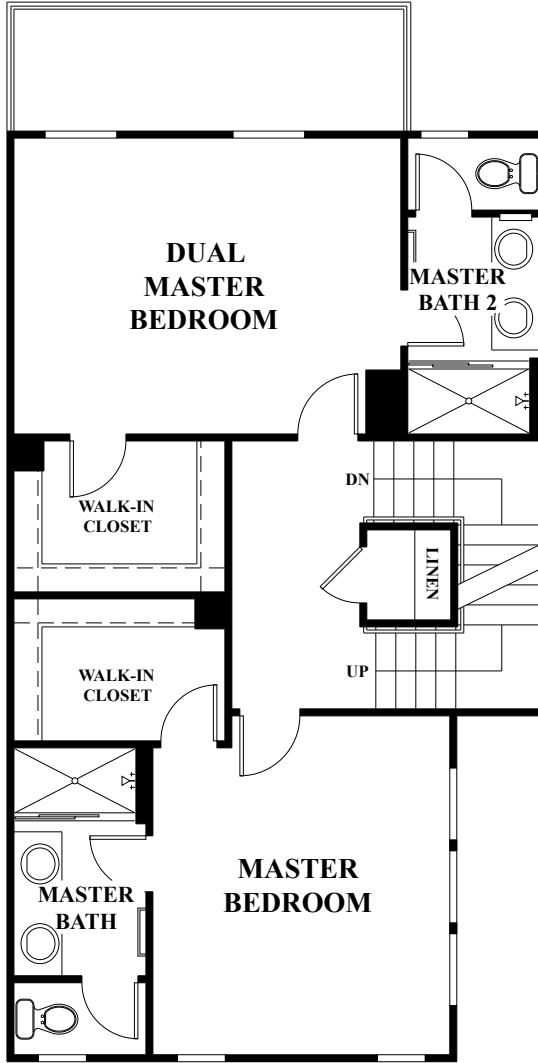 DUAL
MASTER
BEDROOM
MASTER
BATH 2
WALK-IN
CLOSET
DN
LINEN
UP
WALK-IN
CLOSET
MASTER
BEDROOM
MASTER
BATH